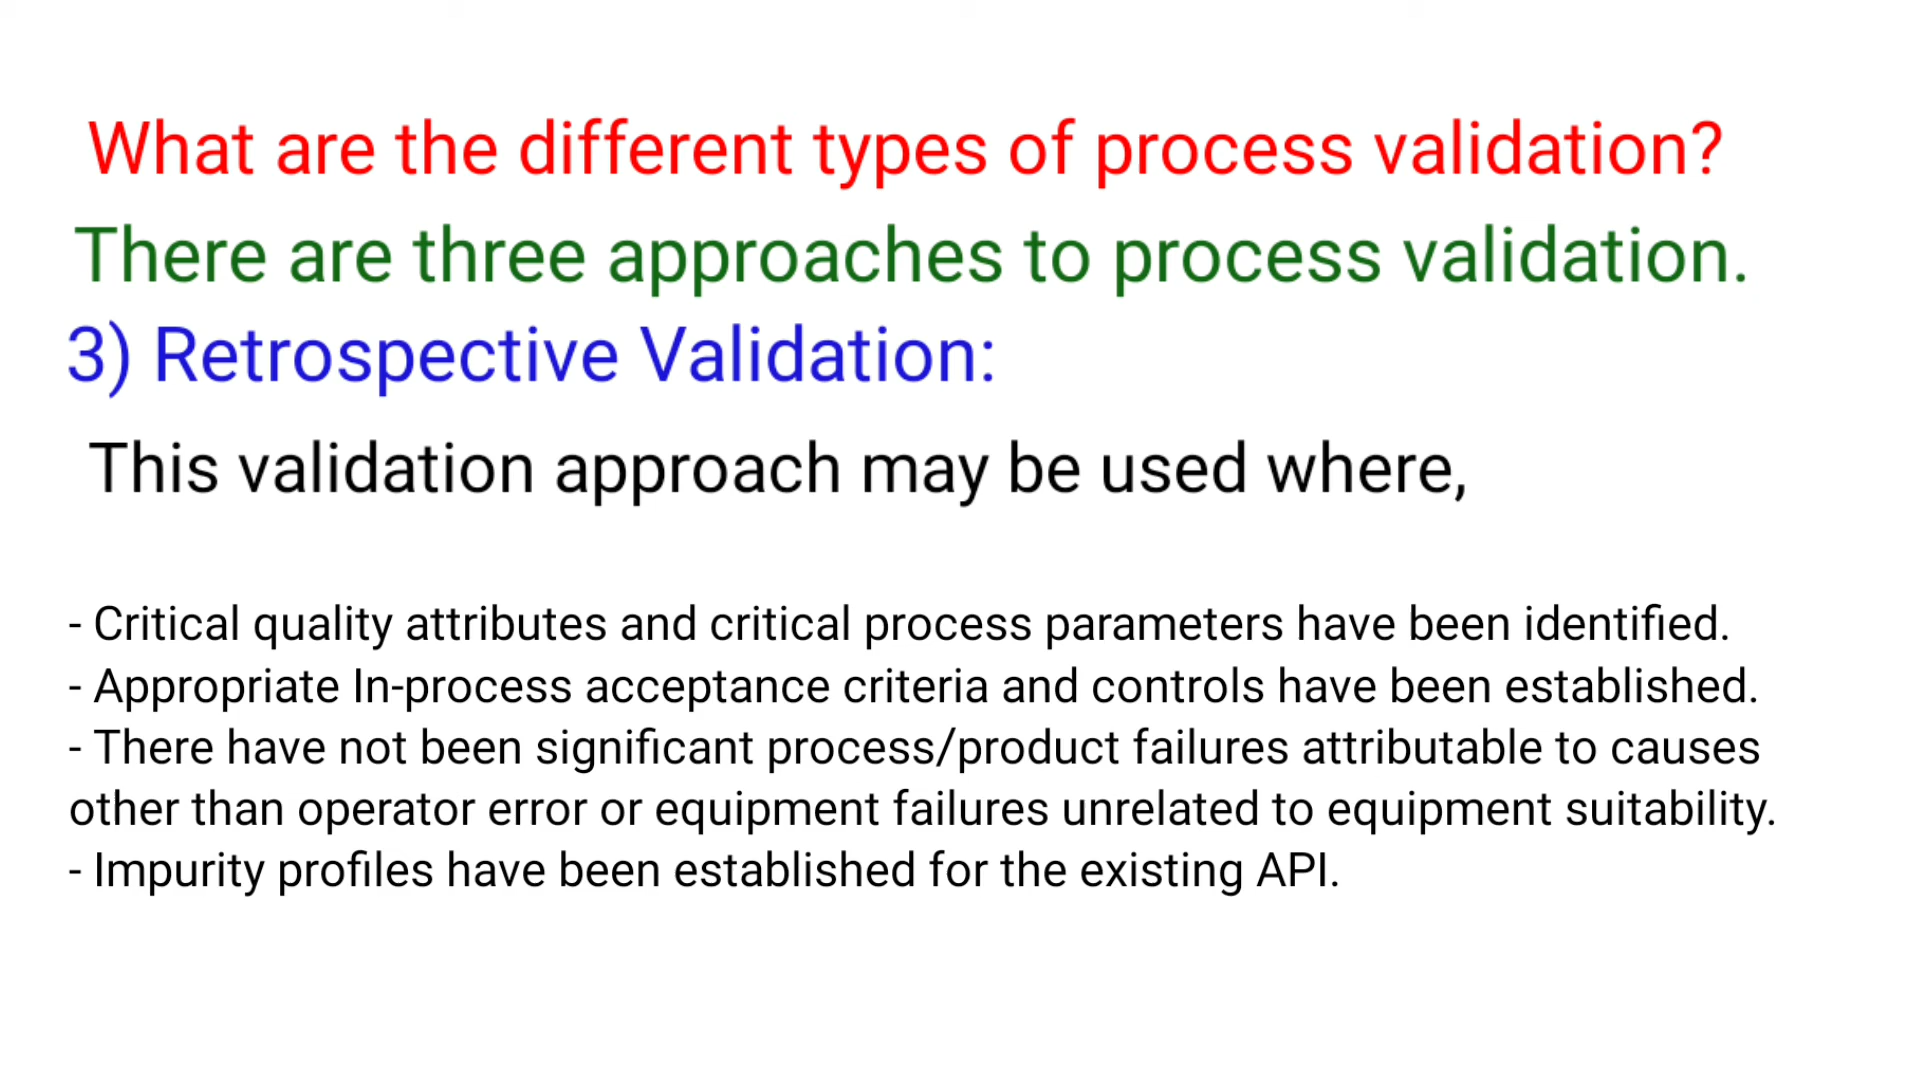 What are the different types of process validation?
There are three approaches to process validation.
3) Retrospective Validation:
This validation approach may be used where,
- Critical quality attributes and critical process parameters have been identified.
- Appropriate In-process acceptance criteria and controls have been established.
- There have not been significant process/product failures attributable to causes
other than operator error or equipment failures unrelated to equipment suitability.
- Impurity profiles have been established for the existing API.